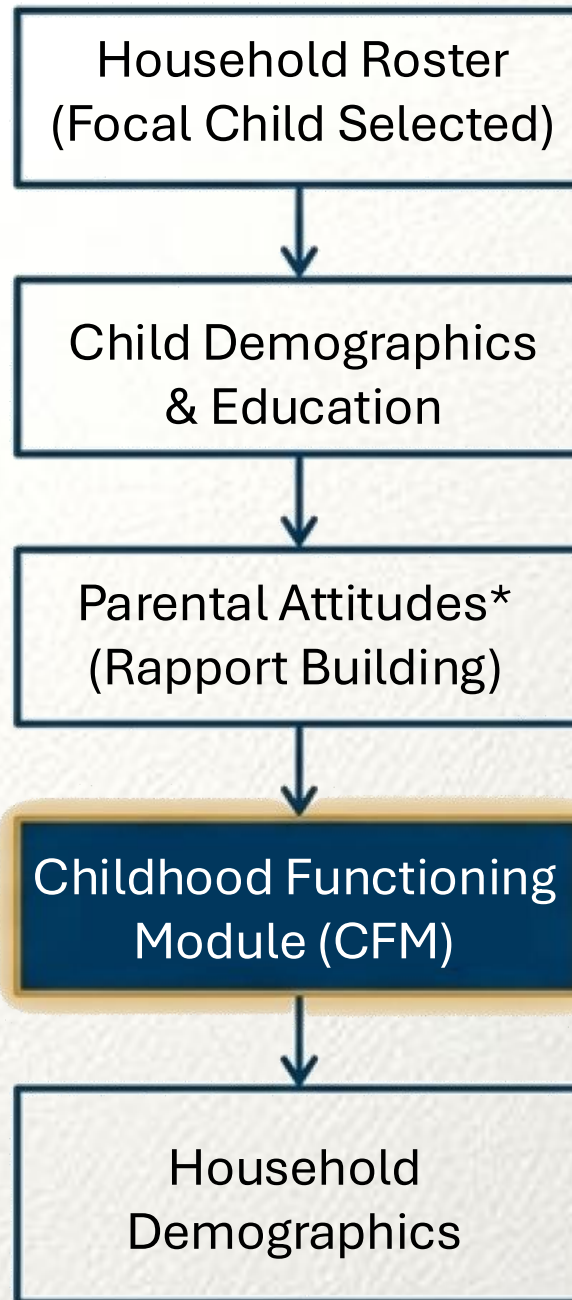 Household Roster
(Focal Child Selected)
Child Demographics
& Education
Parental Attitudes*
(Rapport Building)
Childhood Functioning
Module (CFM)
Household
Demographics